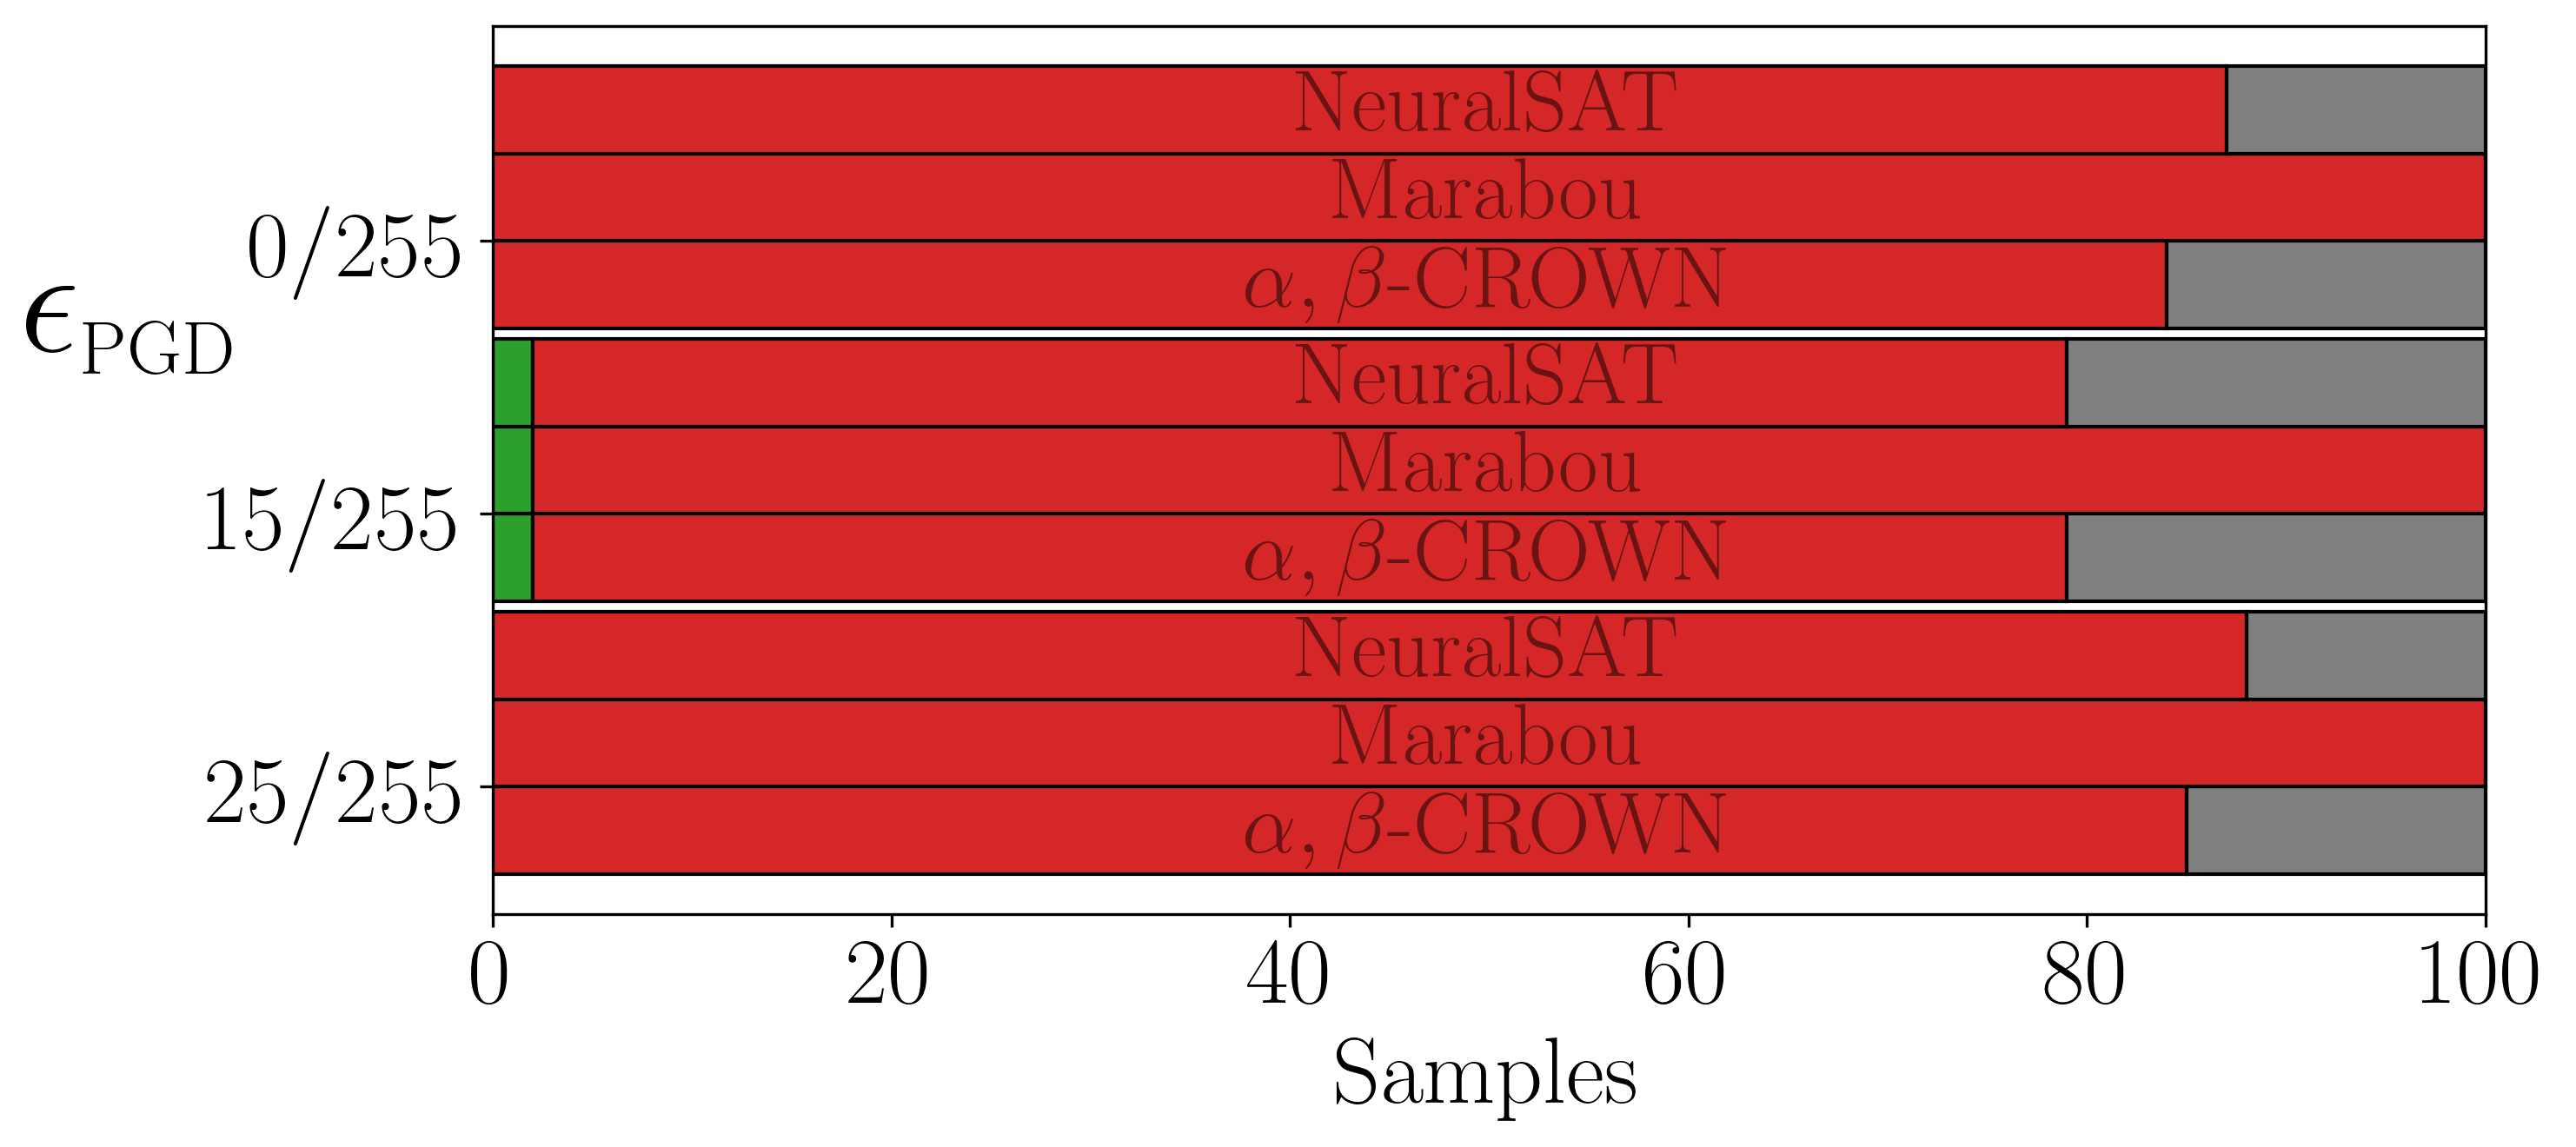 NeuralSAT
Marabou
0/255
α, β-CROWN
ϵPGD
NeuralSAT
Marabou
15/255
α, β-CROWN
NeuralSAT
Marabou
25/255
α, β-CROWN
0 20 40 60 80 100
Samples